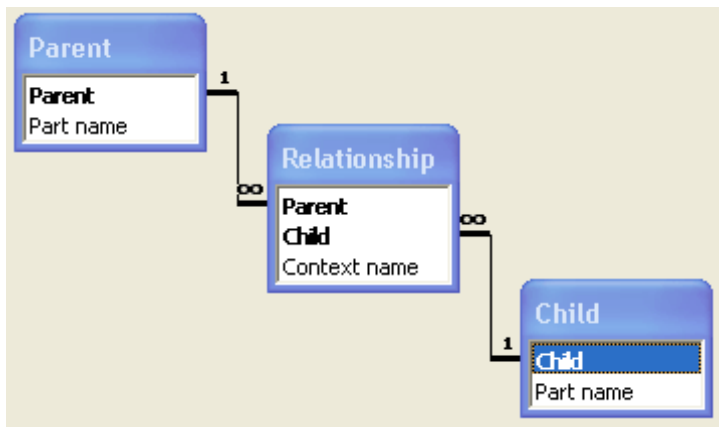 Parent
Parent
Part name
1
∞
Relationship
Parent
Child
Context name
∞
1
Child
Child
Part name